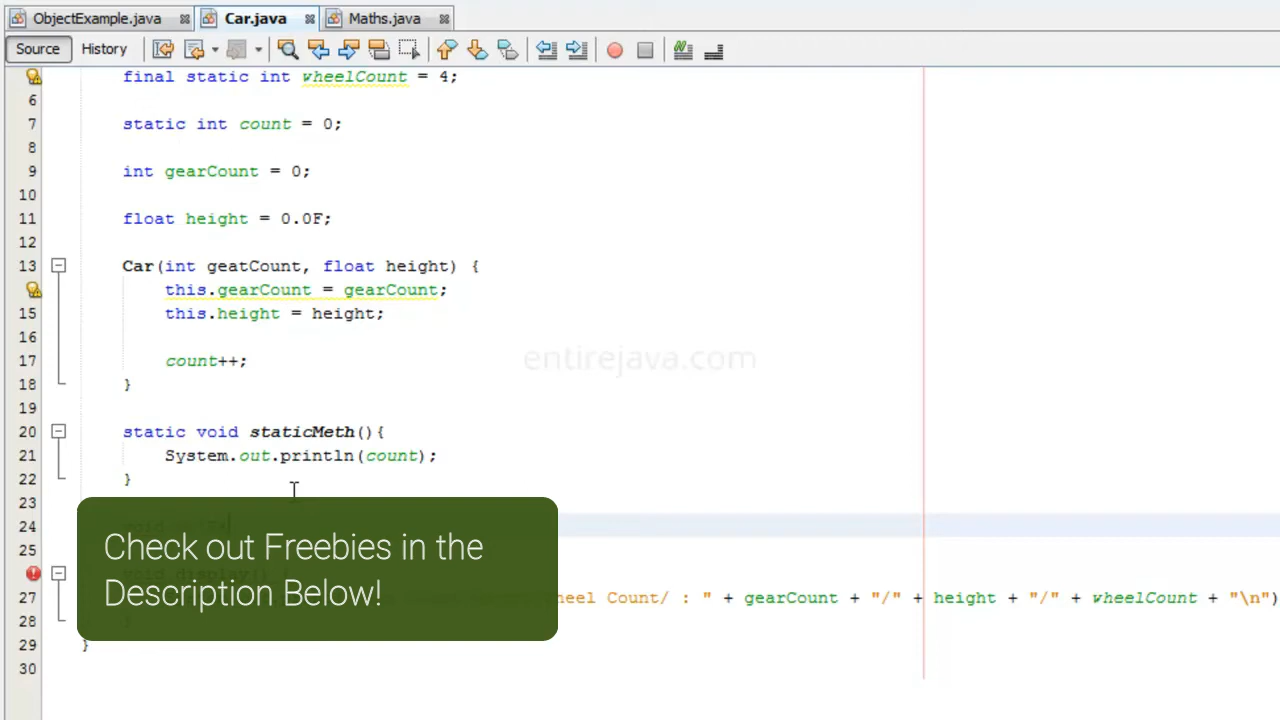 ObjectExample.java Car.java Maths.java
Source History
final static int wheelCount = 4;
6
7 static int count = 0;
8
9 int gearCount = 0;
10
11 float height = 0.0F;
12
13 Car(int geatCount, float height) {
this.gearCount = gearCount;
15 this.height = height;
16
17 count++;
entirejava.com
18 }
19
20 static void staticMeth(){
21 System.out.println(count);
22 }
23
24 void
25
void display() {
27 heel Count/ : " + gearCount + "/" + height + "/" + wheelCount + "\n")
28 }
29 }
30
Check out Freebies in the
Description Below!